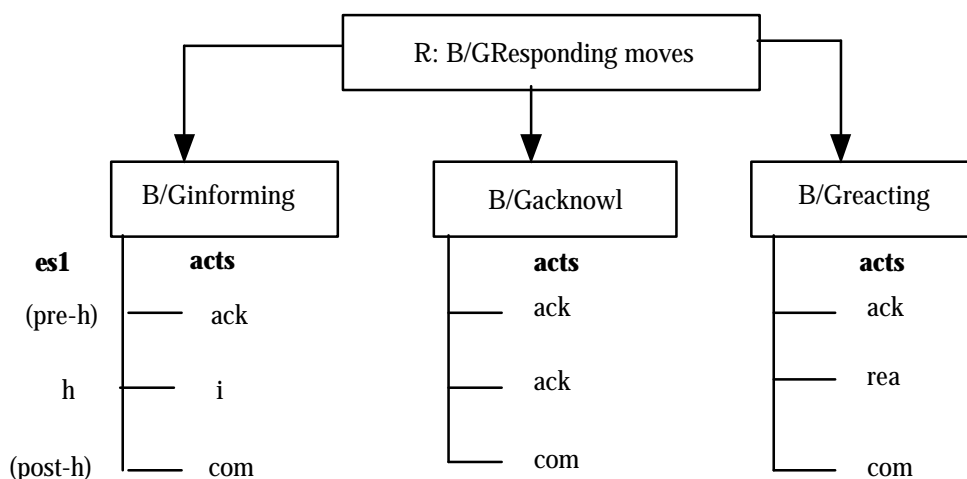 R: B/GResponding moves
B/Ginforming
B/Gacknowl
B/Greacting
es1 acts acts acts
(pre-h) ack ack ack
h i ack rea
(post-h) com com com